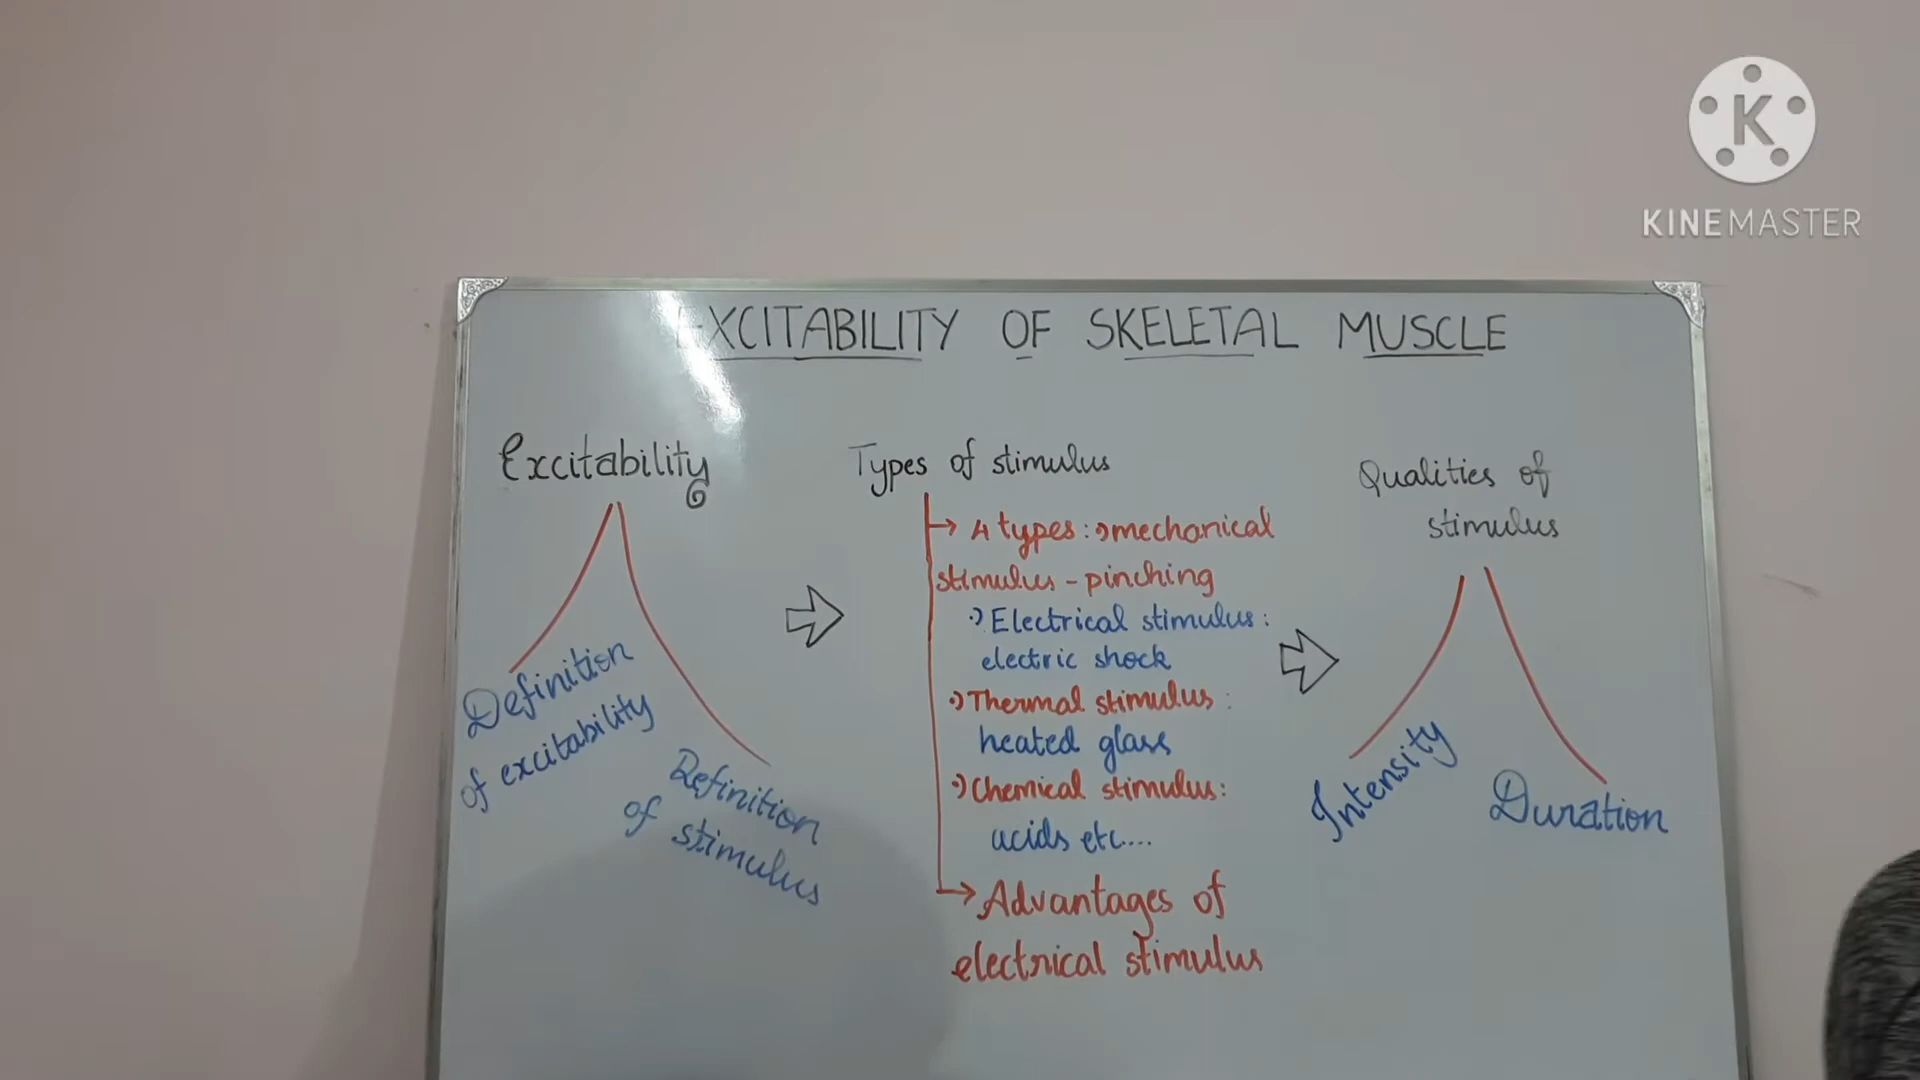 K
KINEMASTER
EXCITABILITY OF SKELETAL MUSCLE
Excitability
Definition
of excitability
Definition
of stimulus
Types of stimulus
4 types: mechanical
stimulus - pinching
Electrical stimulus:
electric shock
Thermal stimulus:
heated glass
Chemical stimulus:
acids etc....
Advantages of
electrical stimulus
Qualities of
stimulus
Intensity
Duration